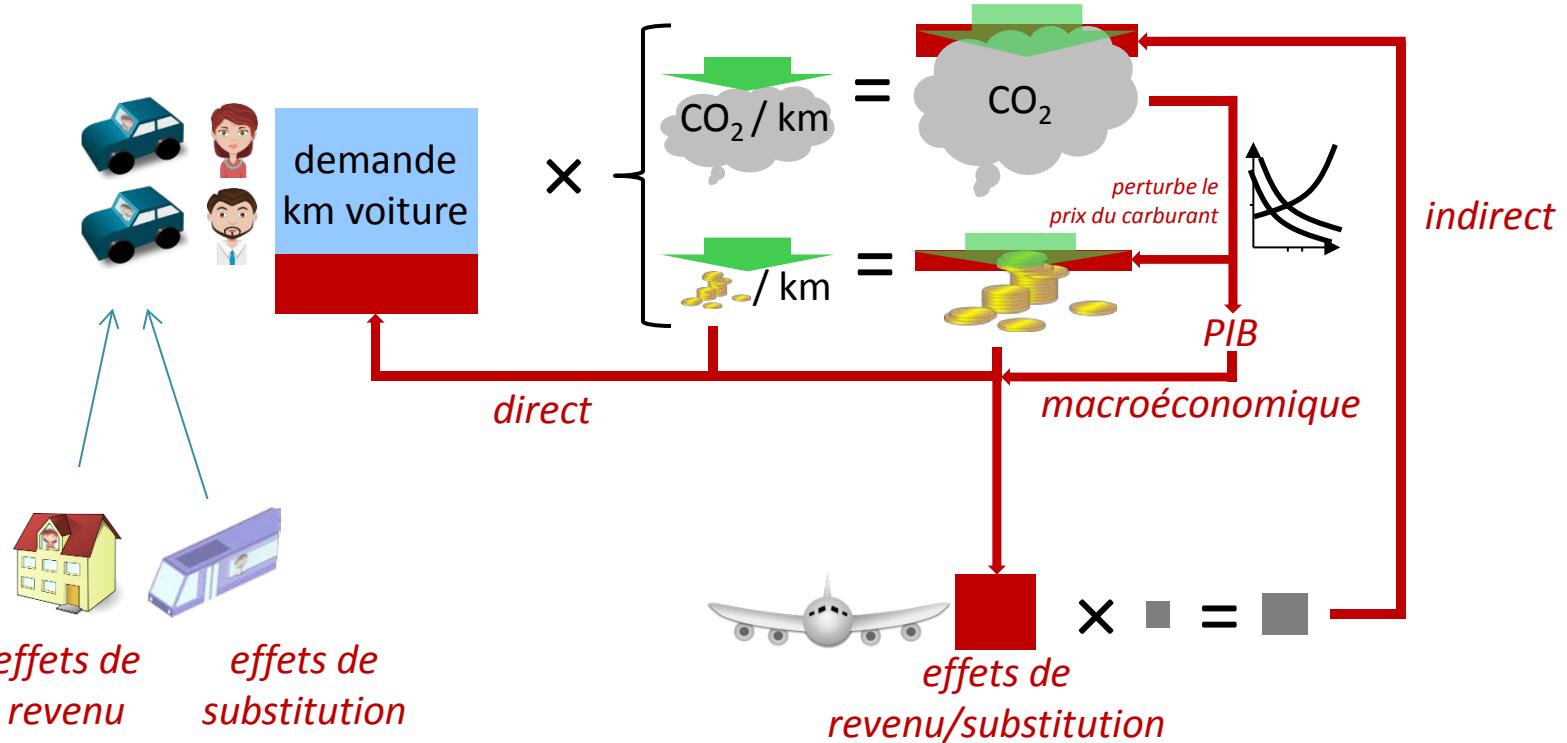 demande
km voiture
×
CO₂ / km
=
CO₂
perturbe le
prix du carburant
indirect
/ km
=
PIB
direct
macroéconomique
× =
effets de
revenu
effets de
substitution
effets de
revenu/substitution